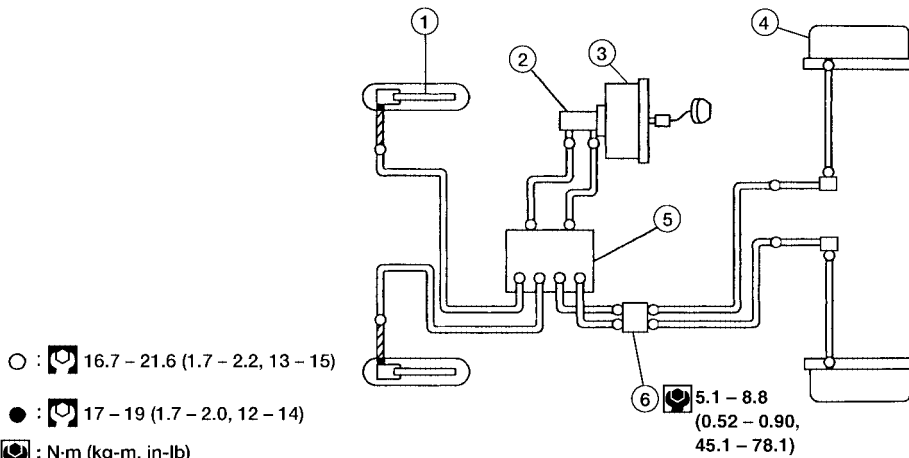 1
4
3
2
5
○ : 16.7 – 21.6 (1.7 – 2.2, 13 – 15)
6 5.1 – 8.8
● : 17 – 19 (1.7 – 2.0, 12 – 14)
(0.52 – 0.90,
45.1 – 78.1)
: N·m (kg-m, in-lb)